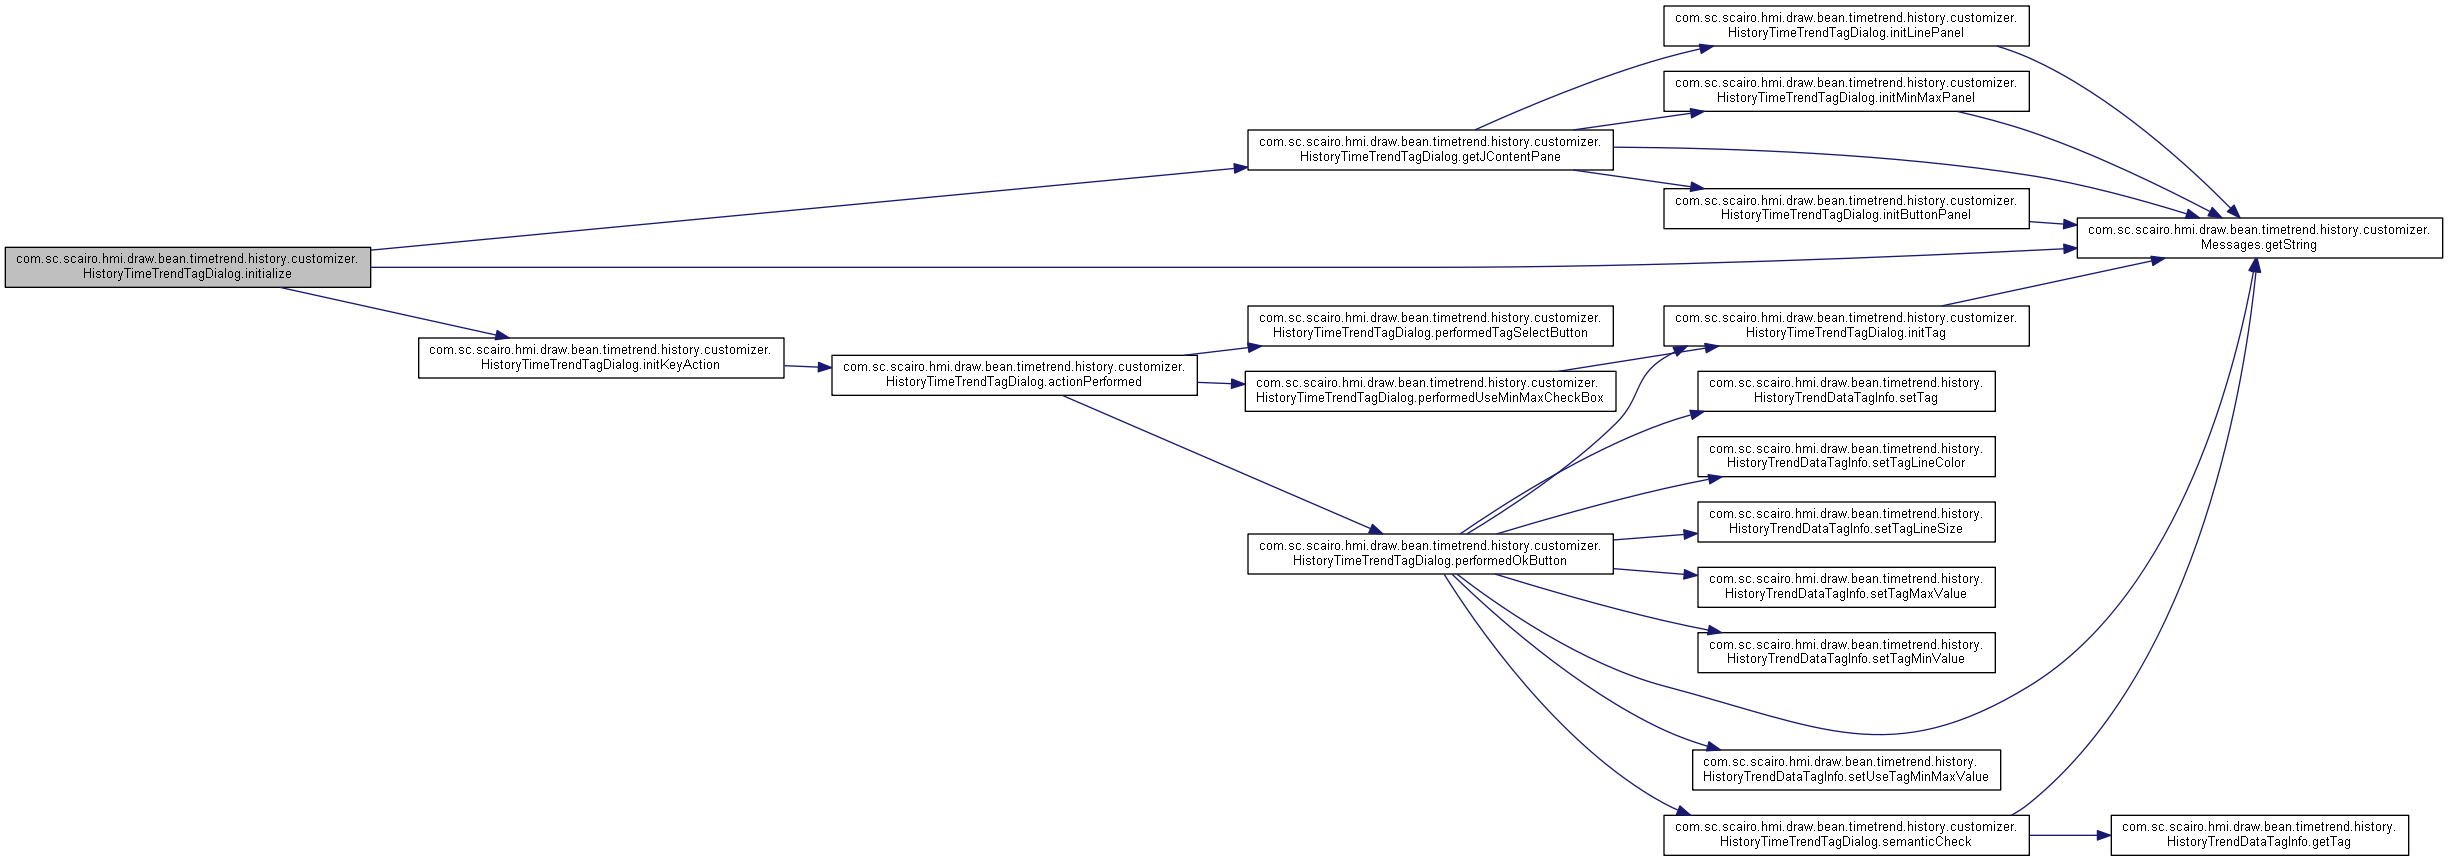 com.sc.scairo.hmi.draw.bean.timetrend.history.customizer.
HistoryTimeTrendTagDialog.initialize
com.sc.scairo.hmi.draw.bean.timetrend.history.customizer.
HistoryTimeTrendTagDialog.initKeyAction
com.sc.scairo.hmi.draw.bean.timetrend.history.customizer.
HistoryTimeTrendTagDialog.actionPerformed
com.sc.scairo.hmi.draw.bean.timetrend.history.customizer.
HistoryTimeTrendTagDialog.getJContentPane
com.sc.scairo.hmi.draw.bean.timetrend.history.customizer.
HistoryTimeTrendTagDialog.performedTagSelectButton
com.sc.scairo.hmi.draw.bean.timetrend.history.customizer.
HistoryTimeTrendTagDialog.performedUseMinMaxCheckBox
com.sc.scairo.hmi.draw.bean.timetrend.history.customizer.
HistoryTimeTrendTagDialog.performedOkButton
com.sc.scairo.hmi.draw.bean.timetrend.history.customizer.
HistoryTimeTrendTagDialog.initLinePanel
com.sc.scairo.hmi.draw.bean.timetrend.history.customizer.
HistoryTimeTrendTagDialog.initMinMaxPanel
com.sc.scairo.hmi.draw.bean.timetrend.history.customizer.
HistoryTimeTrendTagDialog.initButtonPanel
com.sc.scairo.hmi.draw.bean.timetrend.history.customizer.
HistoryTimeTrendTagDialog.initTag
com.sc.scairo.hmi.draw.bean.timetrend.history.
HistoryTrendDataTagInfo.setTag
com.sc.scairo.hmi.draw.bean.timetrend.history.
HistoryTrendDataTagInfo.setTagLineColor
com.sc.scairo.hmi.draw.bean.timetrend.history.
HistoryTrendDataTagInfo.setTagLineSize
com.sc.scairo.hmi.draw.bean.timetrend.history.
HistoryTrendDataTagInfo.setTagMaxValue
com.sc.scairo.hmi.draw.bean.timetrend.history.
HistoryTrendDataTagInfo.setTagMinValue
com.sc.scairo.hmi.draw.bean.timetrend.history.
HistoryTrendDataTagInfo.setUseTagMinMaxValue
com.sc.scairo.hmi.draw.bean.timetrend.history.customizer.
HistoryTimeTrendTagDialog.semanticCheck
com.sc.scairo.hmi.draw.bean.timetrend.history.customizer.
Messages.getString
com.sc.scairo.hmi.draw.bean.timetrend.history.
HistoryTrendDataTagInfo.getTag